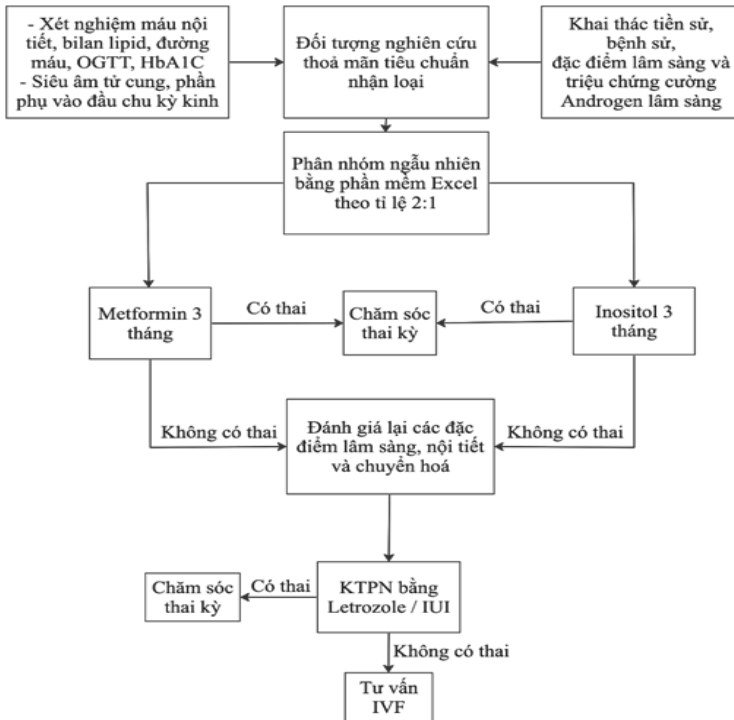 - Xét nghiệm máu nội
tiết, bilan lipid, đường
máu, OGTT, HbA1C
- Siêu âm tử cung, phần
phụ vào đầu chu kỳ kinh
Đối tượng nghiên cứu
thoả mãn tiêu chuẩn
nhận loại
Khai thác tiền sử,
bệnh sử,
đặc điểm lâm sàng và
triệu chứng cường
Androgen lâm sàng
Phân nhóm ngẫu nhiên
bằng phần mềm Excel
theo tỉ lệ 2:1
Metformin 3
tháng
Có thai
Chăm sóc
thai kỳ
Có thai
Inositol 3
tháng
Không có thai
Đánh giá lại các đặc
điểm lâm sàng, nội tiết
và chuyển hoá
Không có thai
Chăm sóc
thai kỳ
Có thai
KTPN bằng
Letrozole / IUI
Không có thai
Tư vấn
IVF